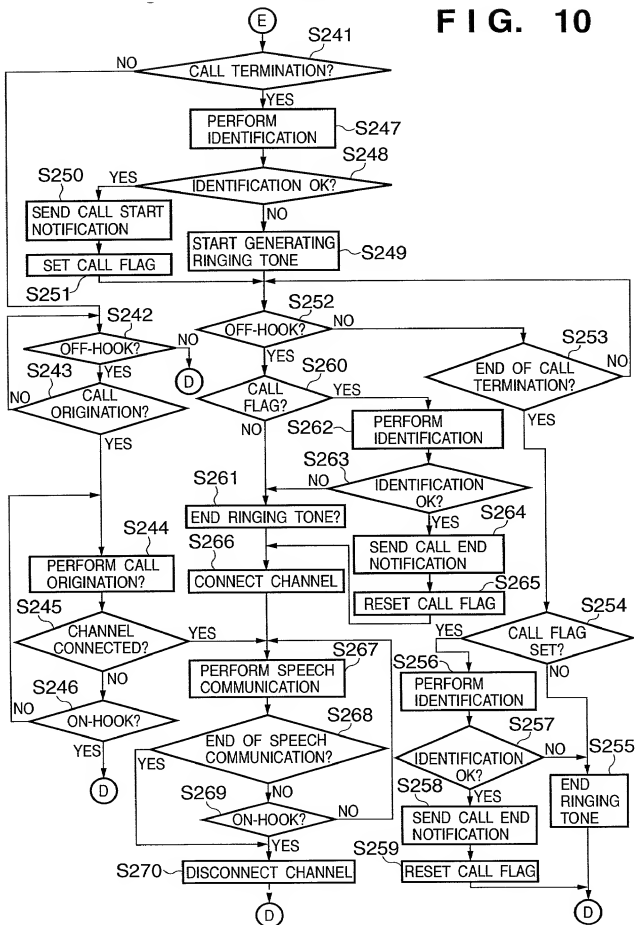 FIG. 10
E
S241
NO
CALL TERMINATION?
YES
PERFORM
IDENTIFICATION
S247
S248
S250
YES
IDENTIFICATION OK?
SEND CALL START
NOTIFICATION
NO
START GENERATING
RINGING TONE
S249
SET CALL FLAG
S251
S252
S242
OFF-HOOK?
NO
S253
OFF-HOOK?
NO
YES
S243
YES
D
S260
END OF CALL
TERMINATION?
NO
CALL
ORIGINATION?
NO
CALL
FLAG?
YES
S262
PERFORM
IDENTIFICATION
YES
YES
NO
S263
S261
NO
IDENTIFICATION
OK?
END RINGING TONE?
YES
S264
S244
S266
SEND CALL END
NOTIFICATION
PERFORM CALL
ORIGINATION?
CONNECT CHANNEL
S265
RESET CALL FLAG
S245
S254
CHANNEL
CONNECTED?
YES
S267
YES
CALL FLAG
SET?
S256
PERFORM SPEECH
COMMUNICATION
NO
NO
S246
PERFORM
IDENTIFICATION
S268
NO
ON-HOOK?
S257
END OF SPEECH
COMMUNICATION?
S255
YES
YES
IDENTIFICATION
OK?
NO
S258
D
S269
NO
YES
END
RINGING
TONE
ON-HOOK?
NO
SEND CALL END
NOTIFICATION
YES
S259
S270
DISCONNECT CHANNEL
RESET CALL FLAG
D
D